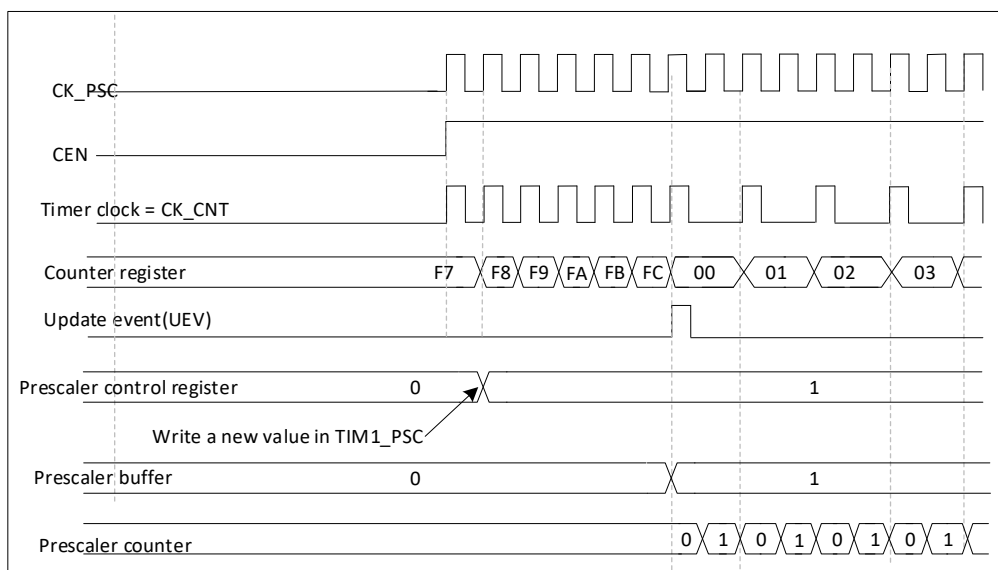 CK_PSC
CEN
Timer clock = CK_CNT
Counter register F7 F8 F9 FA FB FC 00 01 02 03
Update event(UEV)
Prescaler control register 0 1
Write a new value in TIM1_PSC
Prescaler buffer 0 1
Prescaler counter 0 1 0 1 0 1 0 1